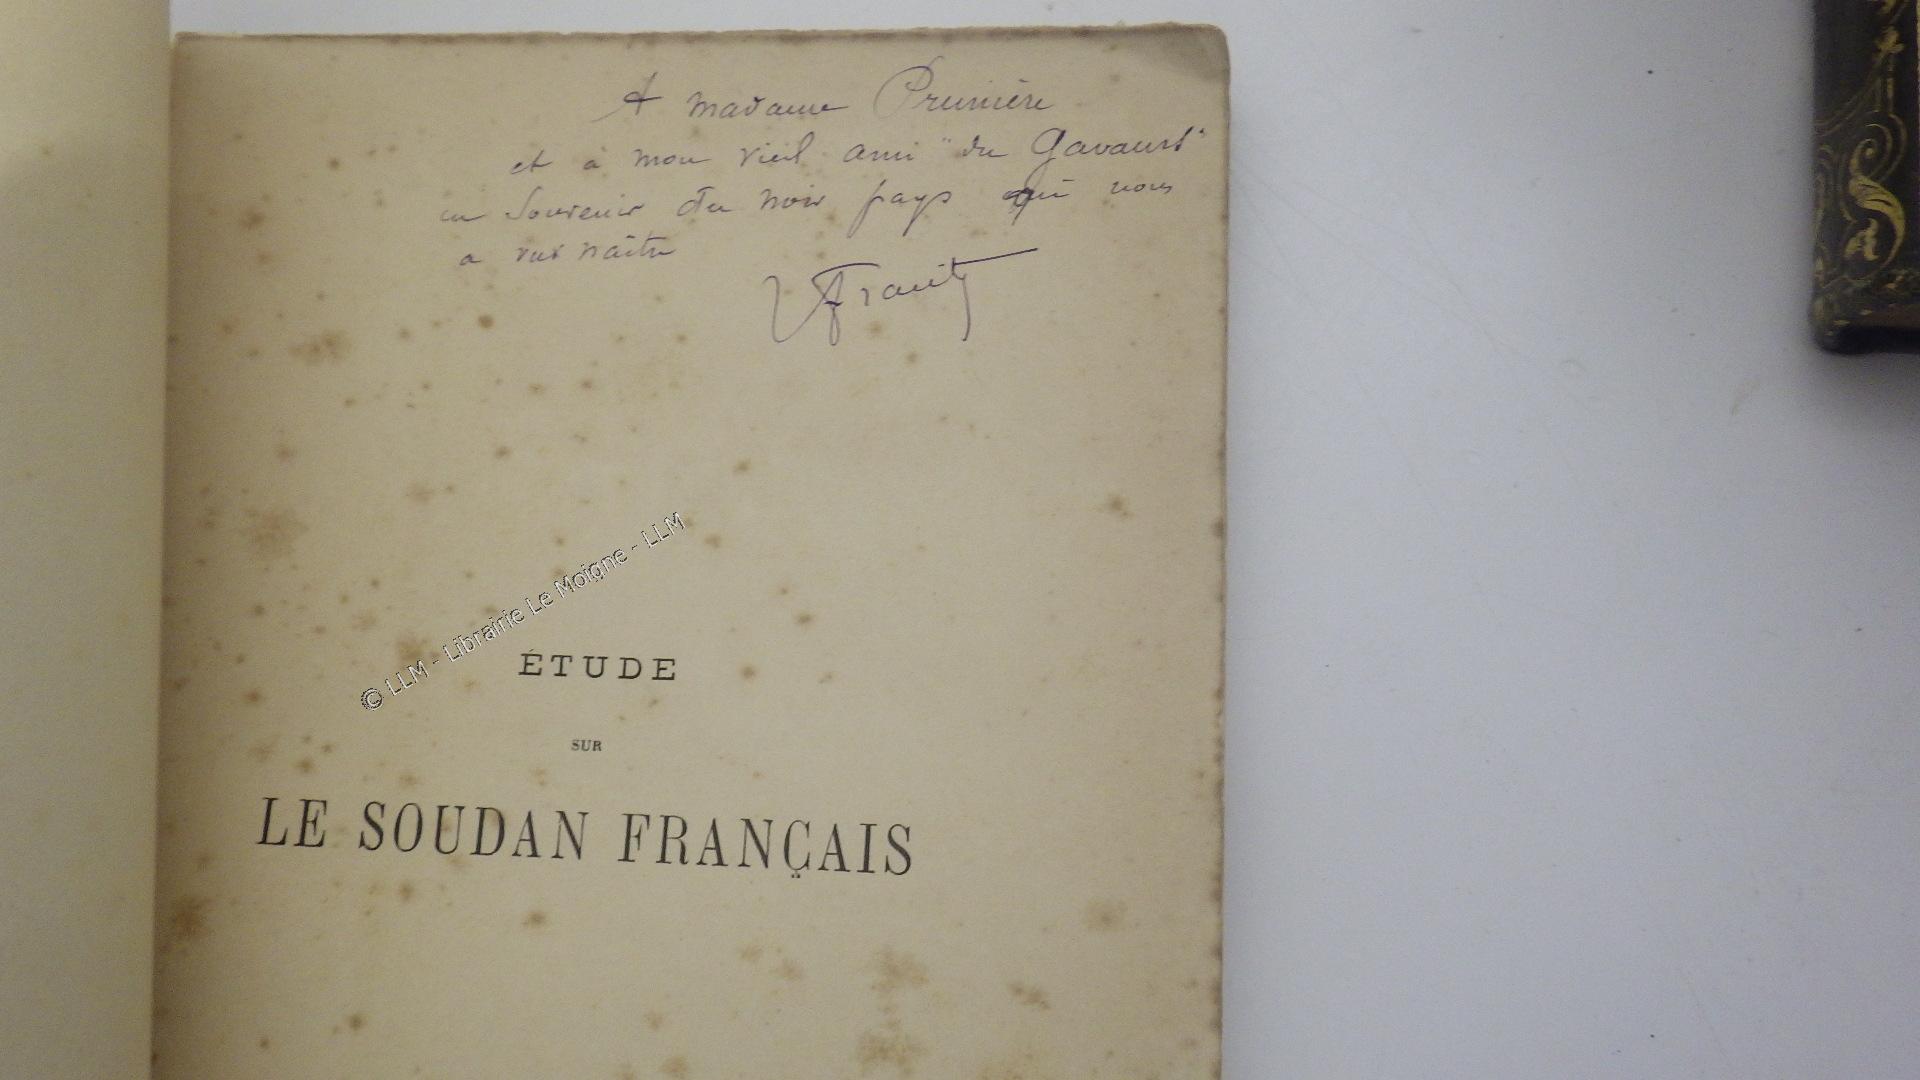 A madame Prunière
et à mon vieil ami "du Gavaust"
en souvenir du noir pays qui nous
a vus naître
© LLM - Librairie Le Moigne - LLM
ÉTUDE
SUR
LE SOUDAN FRANÇAIS